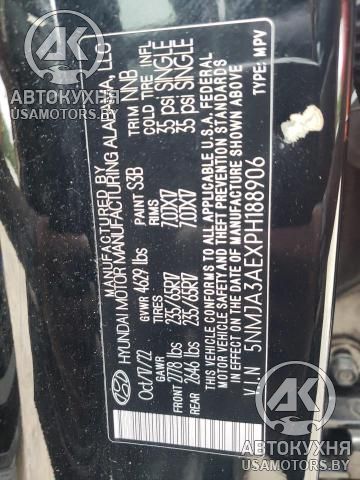 MANUFACTURED BY
HYUNDAI MOTOR MANUFACTURING ALABAMA, LLC
Oct/17/22 GVWR 4629 lbs PAINT S3B TRIM NNB
GAWR TIRES RIMS COLD TIRE INFL
FRONT 2778 lbs 235/65R17 7.0JX17 35 psi SINGLE
REAR 2646 lbs 235/65R17 7.0JX17 35 psi SINGLE
THIS VEHICLE CONFORMS TO ALL APPLICABLE U.S.A. FEDERAL
MOTOR VEHICLE SAFETY AND THEFT PREVENTION
STANDARDS IN EFFECT ON THE DATE OF MANUFACTURE SHOWN ABOVE.
V.I.N 5NMJA3AEXPH188906 TYPE: MPV
АВТОКУХНЯ
USAMOTORS.BY
АВТОКУХНЯ
USAMOTORS.BY